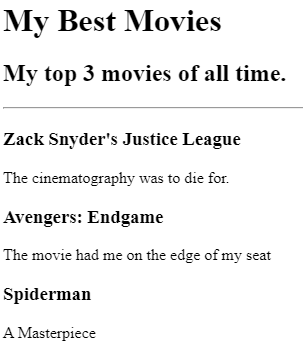 My Best Movies
My top 3 movies of all time.
Zack Snyder's Justice League
The cinematography was to die for.
Avengers: Endgame
The movie had me on the edge of my seat
Spiderman
A Masterpiece